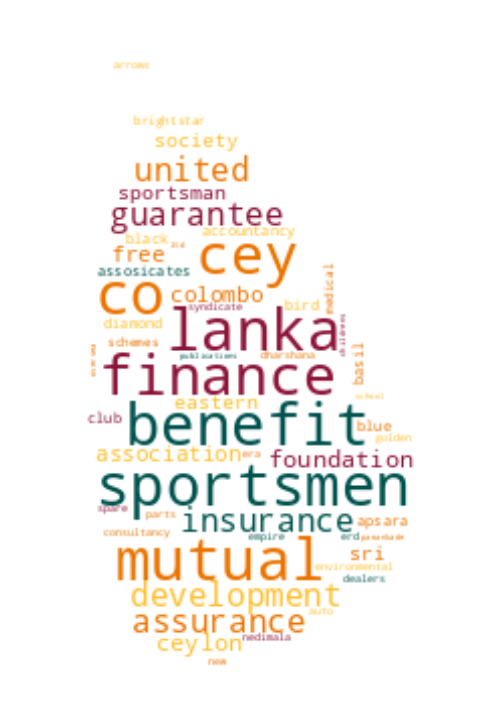 arrows
brightstar
society
united
sportsman
guarantee
accountancy
black
free
cey
assosicates
medical
co
colombo
syndicate
bird
diamond
lanka
schemes
publications
dharshana
basil
finance
school
eastern
club
benefit
blue
golden
association
era
foundation
sportsmen
spare
parts
insurance
apsara
consultancy
empire
erd
sri
mutual
environmental
dealers
development
auto
assurance
nedimala
ceylon
new